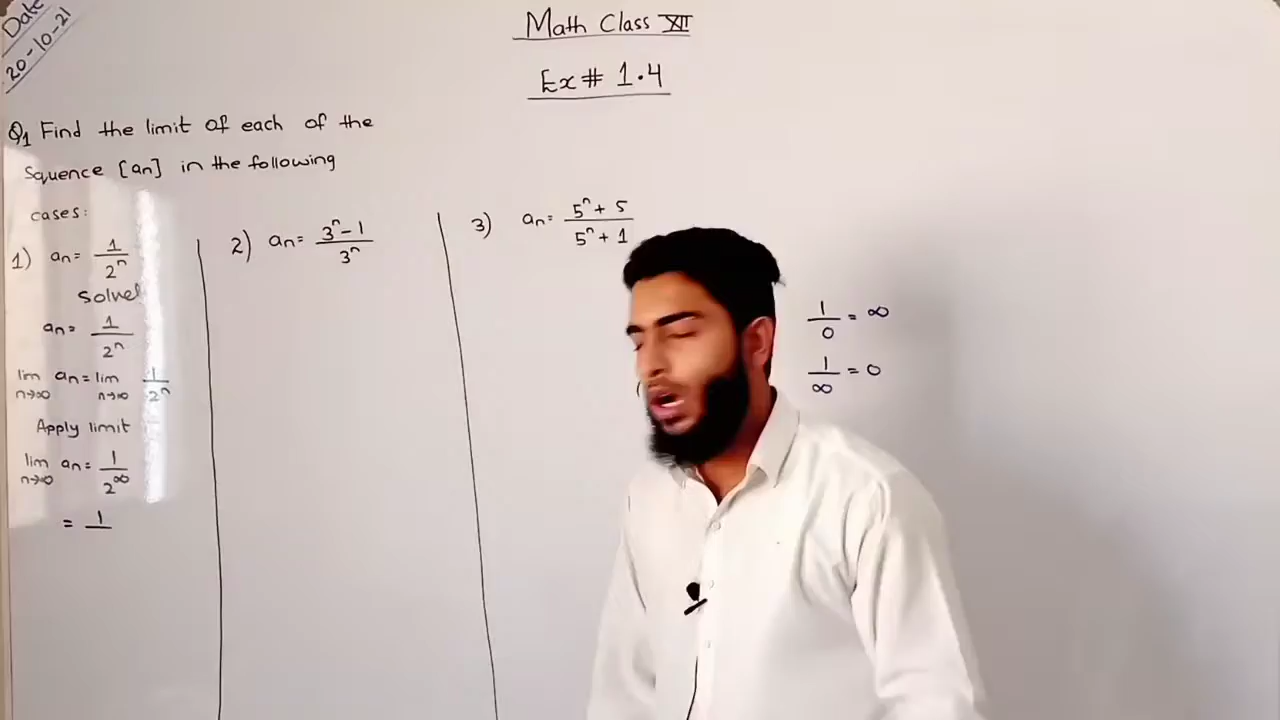 Date
20-10-21
Math Class XII
Ex# 1.4
Q1 Find the limit of each of the
Squence [an] in the following
cases:
1) an= 1/2^n
Solve
an= 1/2^n
lim n→∞ an = lim n→∞ 1/2^n
Apply limit
lim n→∞ an = 1/2^∞
= 1
2) an= 3^n-1/3^n
3) an= 5^n+5/5^n+1
1/0 = ∞
1/∞ = 0